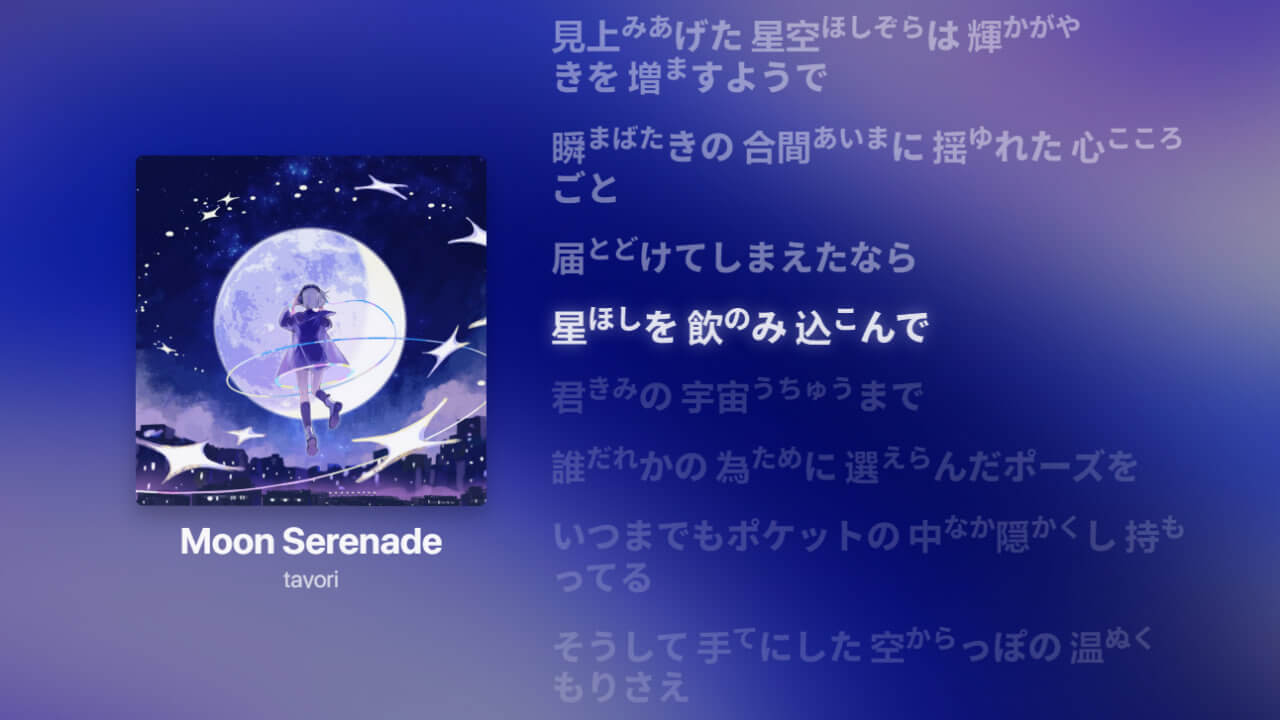 Moon Serenade
tavori
見上みあげた 星空ほしぞらは 輝かがや
きを 増ますようで
瞬まばたきの 合間あいまに 揺ゆれた 心こころ
ごと
届とどけてしまえたなら
星ほしを 飲のみ 込こんで
君きみの 宇宙うちゅうまで
誰だれかの 為ために 選えらんだポーズを
いつまでもポケットの 中なか隠かくし 持も
ってる
そうして 手てにした 空からっぽの 温ぬく
もりさえ